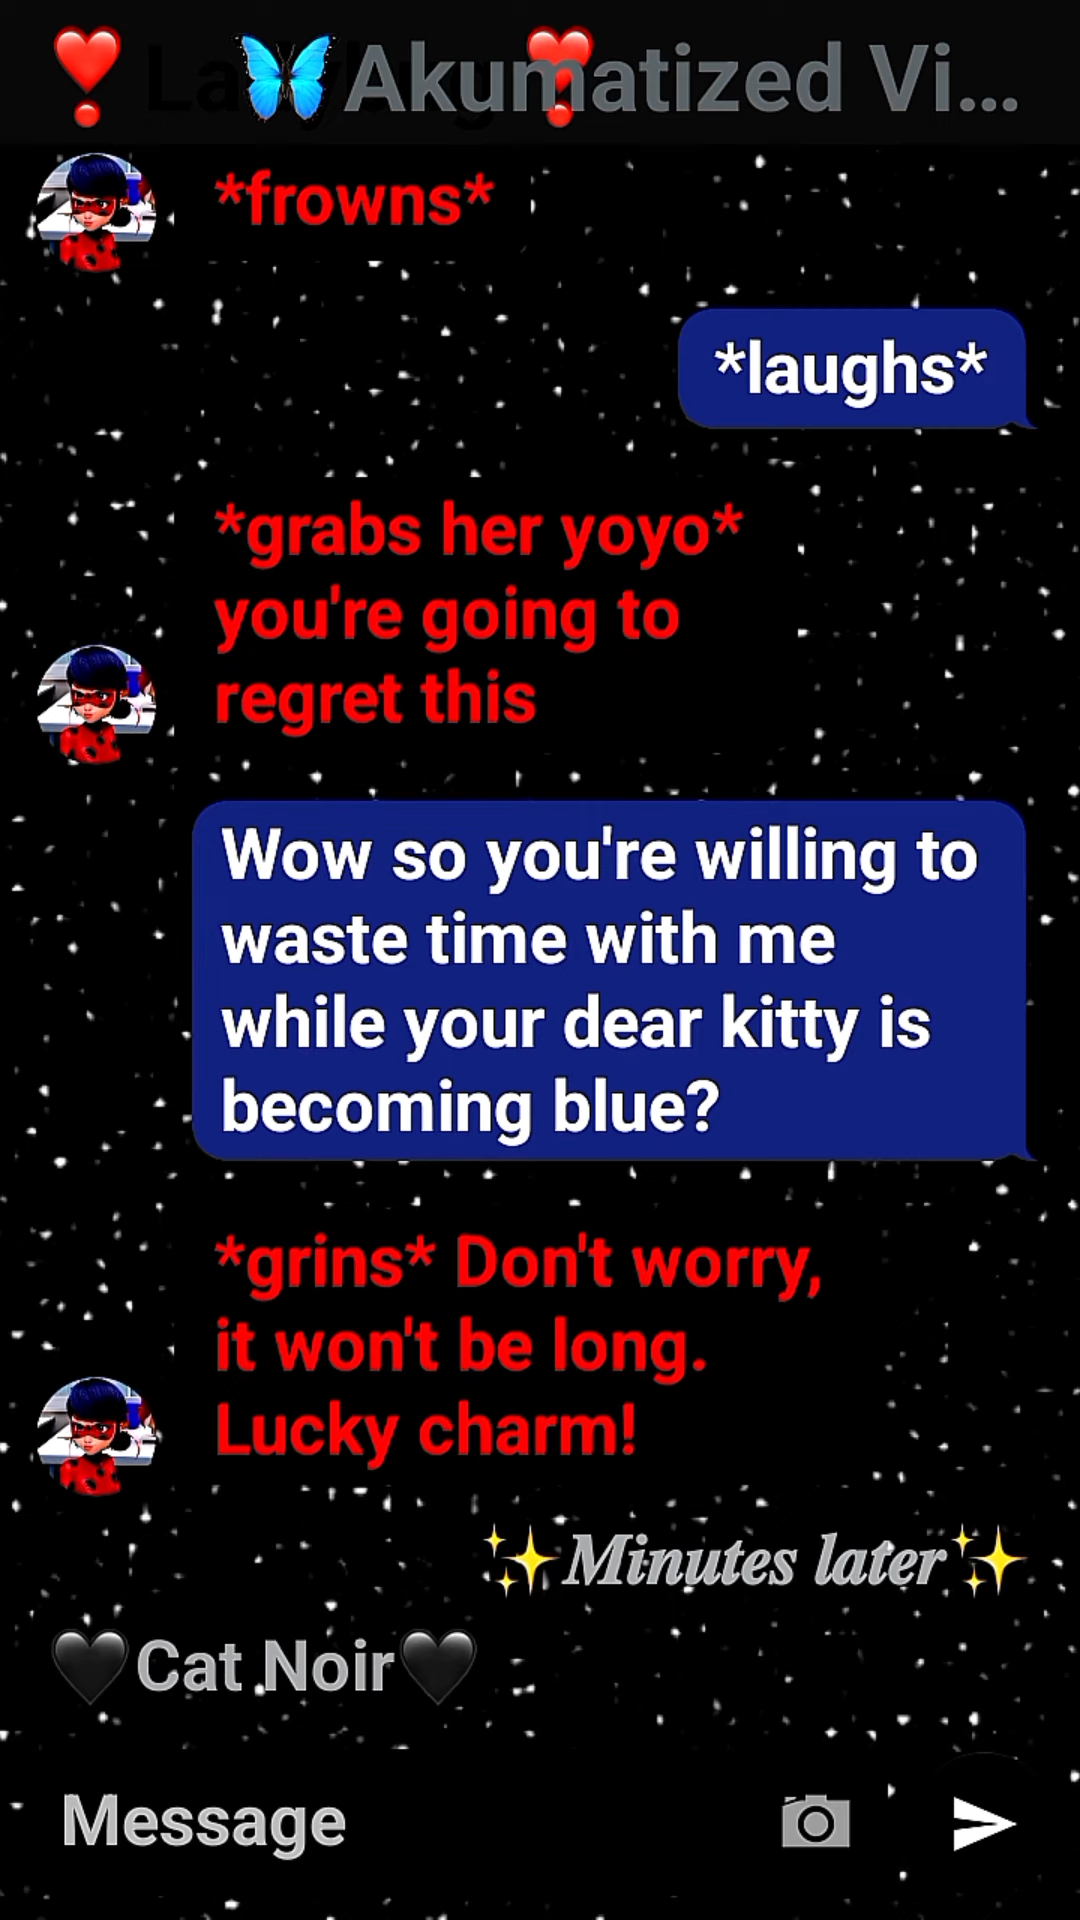 ❣️ Ladybug ❣️
🦋Akumatized Vi...
*frowns*
*laughs*
*grabs her yoyo*
you're going to
regret this
Wow so you're willing to
waste time with me
while your dear kitty is
becoming blue?
*grins* Don't worry,
it won't be long.
Lucky charm!
✨Minutes later✨
🖤Cat Noir🖤
Message